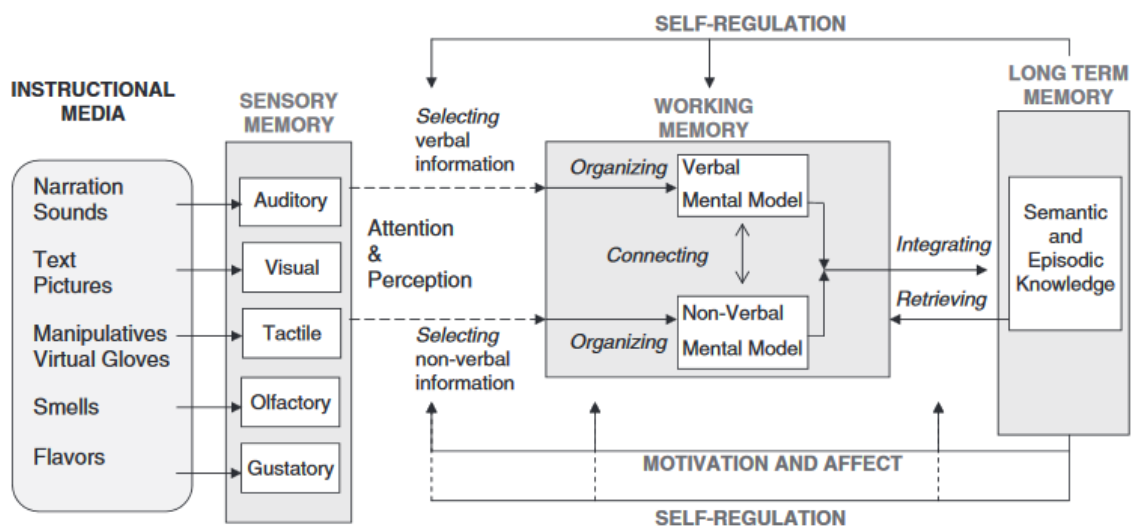 SELF-REGULATION
INSTRUCTIONAL
MEDIA
SENSORY
MEMORY
Selecting
verbal
information
WORKING
MEMORY
LONG TERM
MEMORY
Narration
Sounds
Text
Pictures
Manipulatives
Virtual Gloves
Smells
Flavors
Auditory
Visual
Tactile
Olfactory
Gustatory
Attention
&
Perception
Selecting
non-verbal
information
Organizing
Verbal
Mental Model
Connecting
Organizing
Non-Verbal
Mental Model
Integrating
Retrieving
Semantic
and
Episodic
Knowledge
MOTIVATION AND AFFECT
SELF-REGULATION